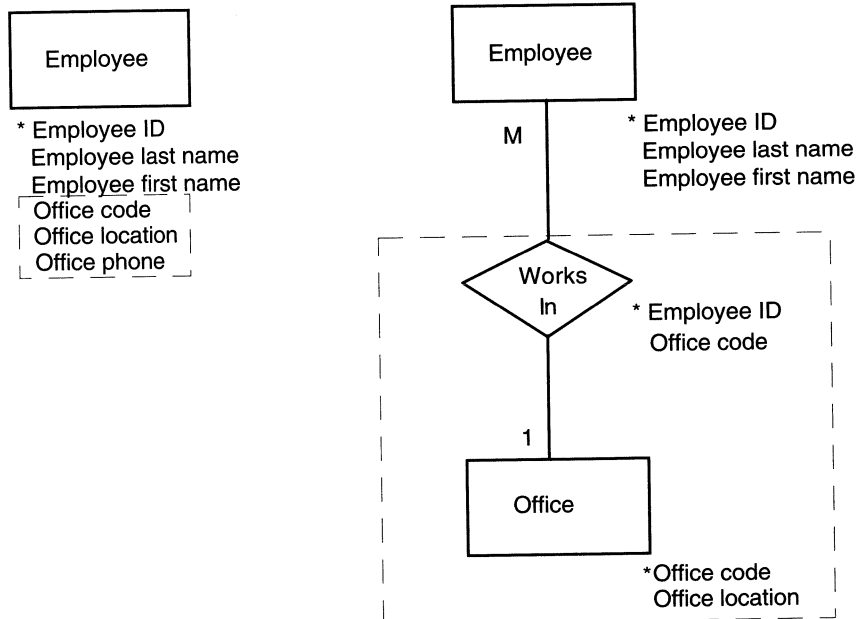 Employee
* Employee ID
Employee last name
Employee first name
Office code
Office location
Office phone
Employee
M
* Employee ID
Employee last name
Employee first name
Works
In
* Employee ID
Office code
1
Office
*Office code
Office location